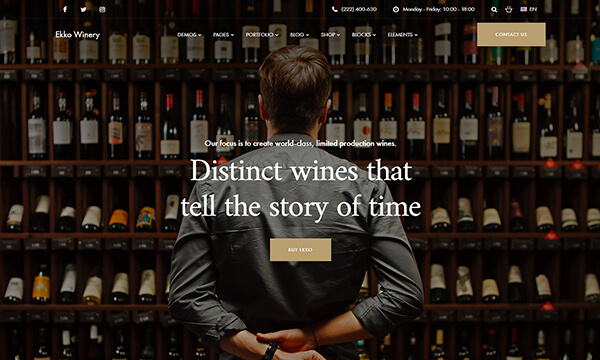 (222) 400-630
Monday - Friday: 10:00 - 18:00
EN
Ekko Winery
DEMOS
PAGES
PORTFOLIO
BLOG
SHOP
BLOCKS
ELEMENTS
CONTACT US
Our focus is to create world-class, limited production wines.
Distinct wines that
tell the story of time
BUY EKKO